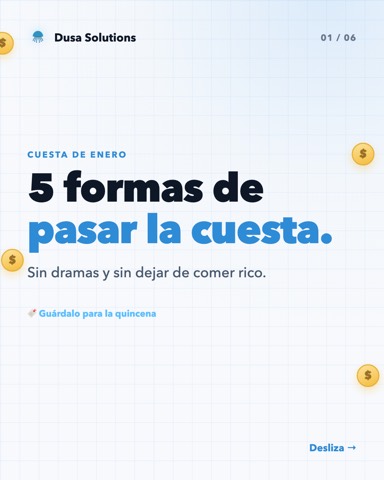 Dusa Solutions
01 / 06
CUESTA DE ENERO
5 formas de
pasar la cuesta.
Sin dramas y sin dejar de comer rico.
🚀 Guárdalo para la quincena
Desliza →
$
$
$
$